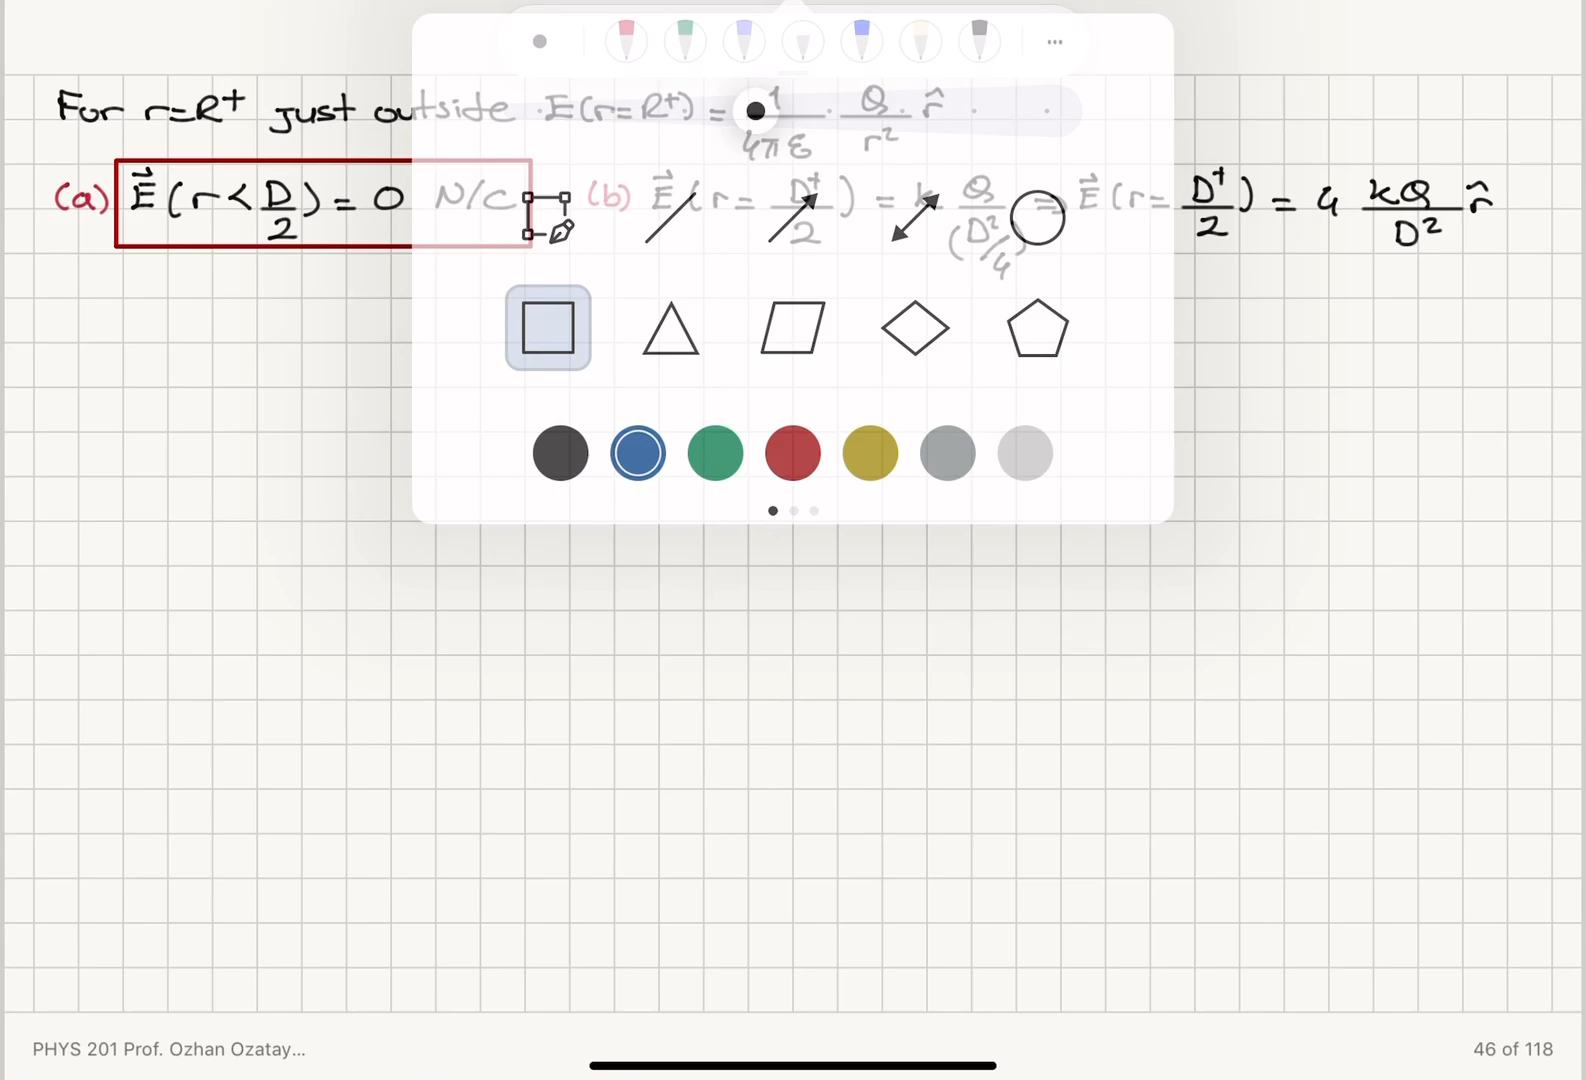 For r=R⁺ just outside E(r=R⁺) = 1/4πε · Q/r² r̂
(a) E⃗(r<D/2) = 0 N/C (b) E⃗(r=D⁺/2) = k Q/(D²/4) ⇒ E⃗(r=D⁺/2) = 4 kQ/D² r̂
PHYS 201 Prof. Ozhan Ozatay...
46 of 118